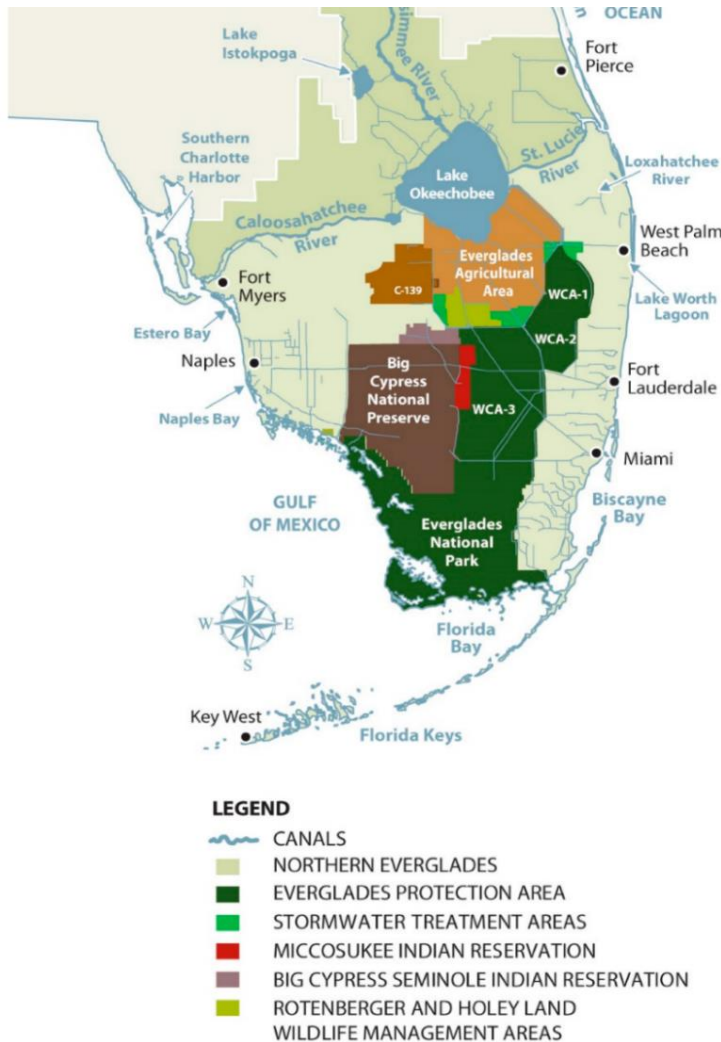 OCEAN
Lake
Istokpoga
River
Fort
Pierce
Southern
Charlotte
Harbor
St. Lucie
River
Lake
Okeechobee
Loxahatchee
River
Caloosahatchee
River
West Palm
Beach
Everglades
Agricultural
Area
C-139
WCA-1
Fort
Myers
Lake Worth
Lagoon
Estero Bay
WCA-2
Naples
Big
Cypress
National
Preserve
Fort
Lauderdale
WCA-3
Naples Bay
Miami
GULF
OF MEXICO
Biscayne
Bay
Everglades
National
Park
N
W
E
S
Florida
Bay
Key West
Florida Keys
LEGEND
CANALS
NORTHERN EVERGLADES
EVERGLADES PROTECTION AREA
STORMWATER TREATMENT AREAS
MICCOSUKEE INDIAN RESERVATION
BIG CYPRESS SEMINOLE INDIAN RESERVATION
ROTENBERGER AND HOLEY LAND
WILDLIFE MANAGEMENT AREAS